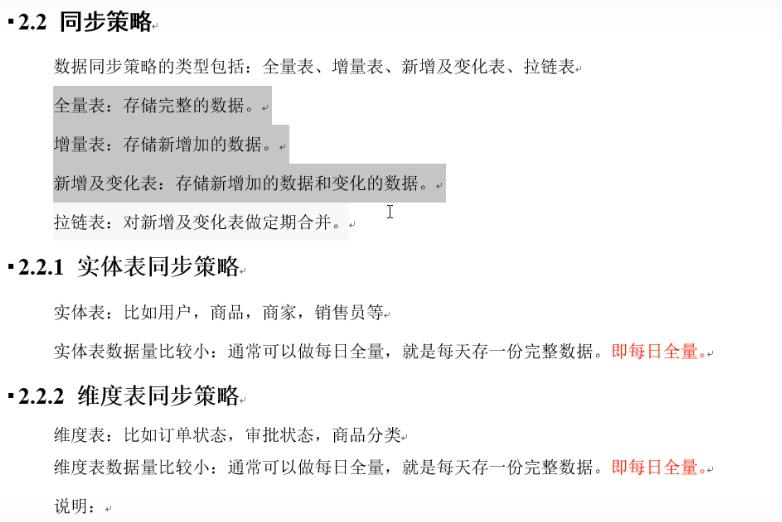 2.2 同步策略
数据同步策略的类型包括：全量表、增量表、新增及变化表、拉链表
全量表：存储完整的数据。
增量表：存储新增加的数据。
新增及变化表：存储新增加的数据和变化的数据。
拉链表：对新增及变化表做定期合并。
2.2.1 实体表同步策略
实体表：比如用户，商品，商家，销售员等
实体表数据量比较小：通常可以做每日全量，就是每天存一份完整数据。即每日全量。
2.2.2 维度表同步策略
维度表：比如订单状态，审批状态，商品分类
维度表数据量比较小：通常可以做每日全量，就是每天存一份完整数据。即每日全量。
说明：